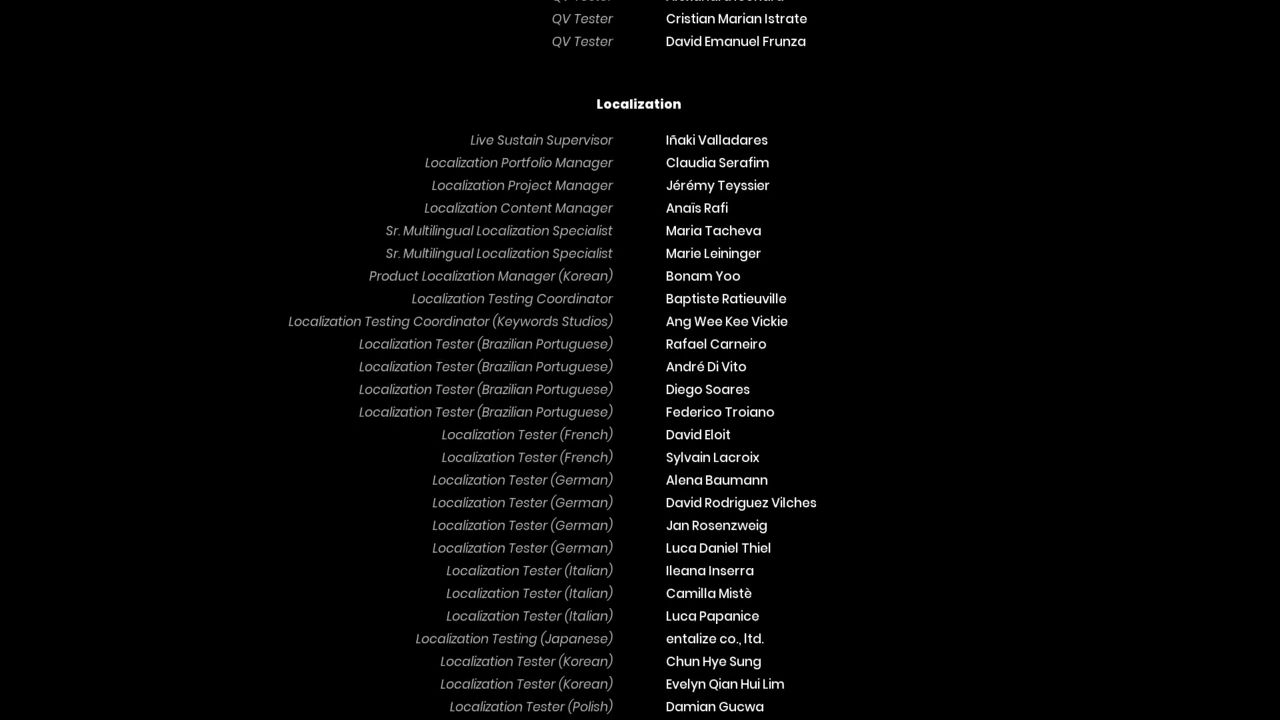 QV Tester
QV Tester Cristian Marian Istrate
QV Tester David Emanuel Frunza
Localization
Live Sustain Supervisor Iñaki Valladares
Localization Portfolio Manager Claudia Serafim
Localization Project Manager Jérémy Teyssier
Localization Content Manager Anaïs Rafi
Sr. Multilingual Localization Specialist Maria Tacheva
Sr. Multilingual Localization Specialist Marie Leininger
Product Localization Manager (Korean) Bonam Yoo
Localization Testing Coordinator Baptiste Ratieuville
Localization Testing Coordinator (Keywords Studios) Ang Wee Kee Vickie
Localization Tester (Brazilian Portuguese) Rafael Carneiro
Localization Tester (Brazilian Portuguese) André Di Vito
Localization Tester (Brazilian Portuguese) Diego Soares
Localization Tester (Brazilian Portuguese) Federico Troiano
Localization Tester (French) David Eloit
Localization Tester (French) Sylvain Lacroix
Localization Tester (German) Alena Baumann
Localization Tester (German) David Rodriguez Vilches
Localization Tester (German) Jan Rosenzweig
Localization Tester (German) Luca Daniel Thiel
Localization Tester (Italian) Ileana Inserra
Localization Tester (Italian) Camilla Mistè
Localization Tester (Italian) Luca Papanice
Localization Testing (Japanese) entalize co., ltd.
Localization Tester (Korean) Chun Hye Sung
Localization Tester (Korean) Evelyn Qian Hui Lim
Localization Tester (Polish) Damian Gucwa